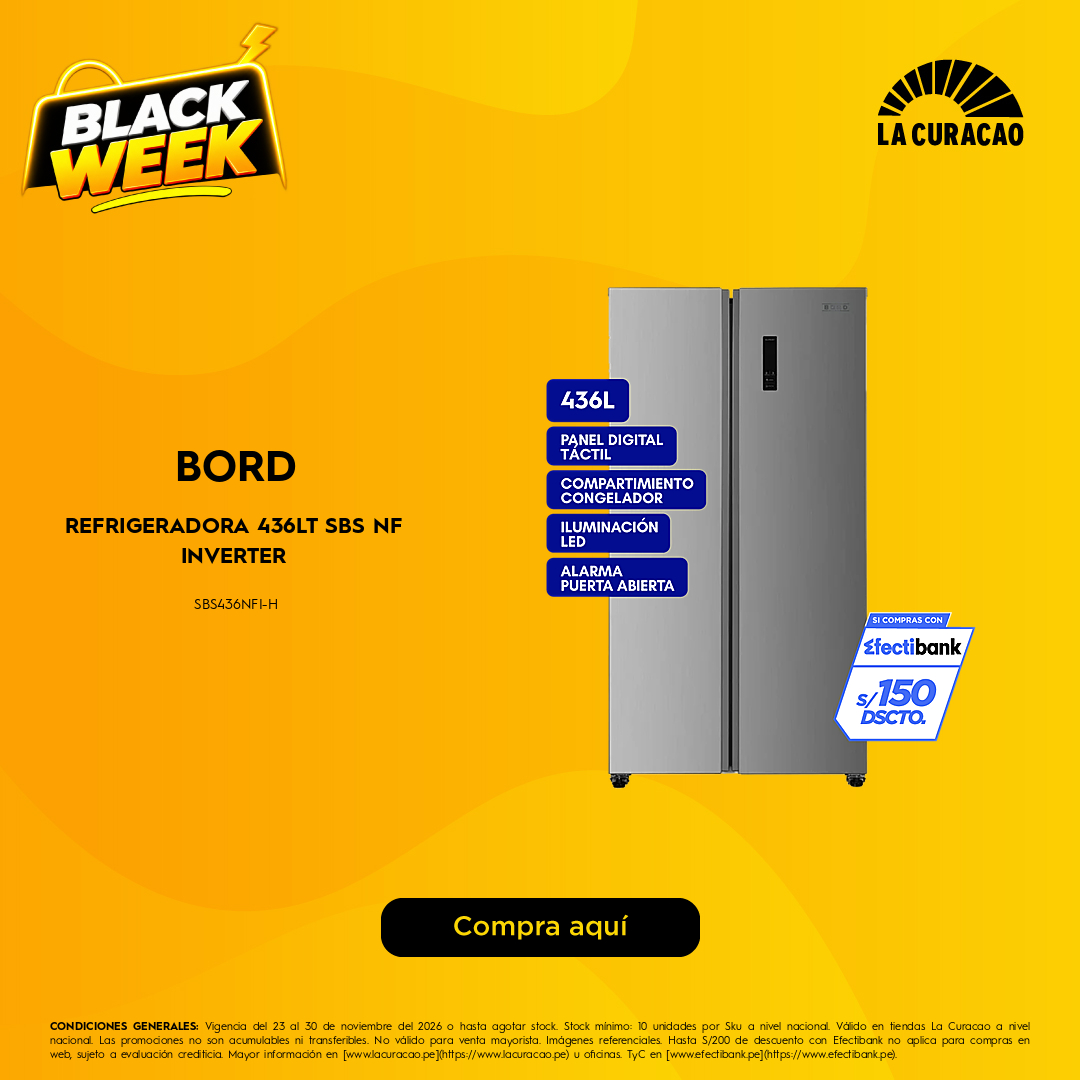 BLACK
WEEK
LA CURACAO
BORD
436L
PANEL DIGITAL
TÁCTIL
COMPARTIMIENTO
CONGELADOR
ILUMINACIÓN
LED
ALARMA
PUERTA ABIERTA
BORD
REFRIGERADORA 436LT SBS NF
INVERTER
SBS436NFI-H
SI COMPRAS CON
Efectibank
S/150
DSCTO.
Compra aquí
CONDICIONES GENERALES: Vigencia del 23 al 30 de noviembre del 2026 o hasta agotar stock. Stock mínimo: 10 unidades por Sku a nivel nacional. Válido en tiendas La Curacao a nivel
nacional. Las promociones no son acumulables ni transferibles. No válido para venta mayorista. Imágenes referenciales. Hasta S/200 de descuento con Efectibank no aplica para compras en
web, sujeto a evaluación crediticia. Mayor información en [www.lacuracao.pe](https://www.lacuracao.pe) u oficinas. TyC en [www.efectibank.pe](https://www.efectibank.pe).